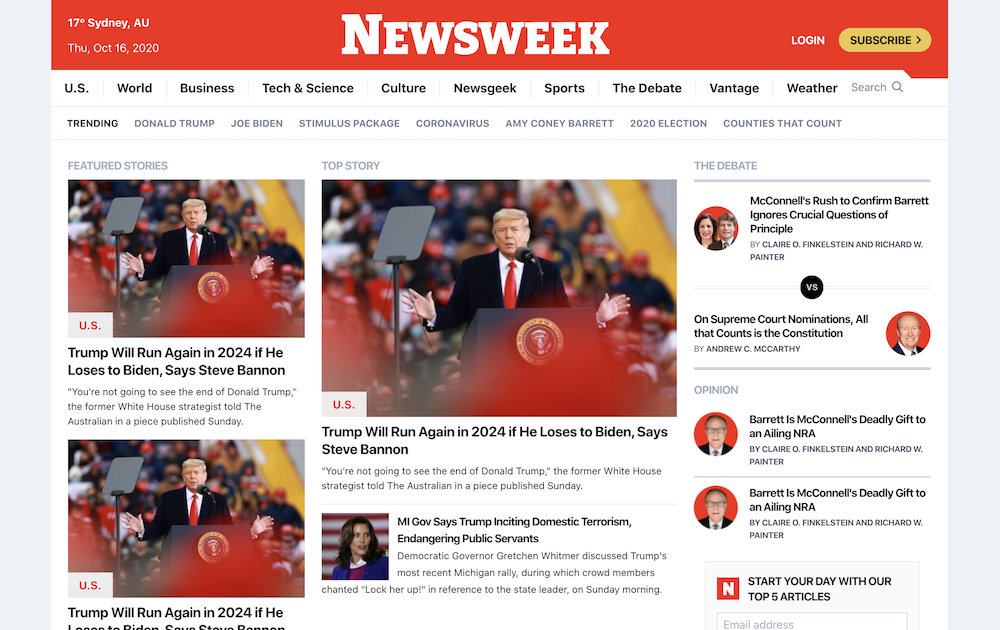 17° Sydney, AU
Thu, Oct 16, 2020
NEWSWEEK
LOGIN
SUBSCRIBE >
U.S.
World
Business
Tech & Science
Culture
Newsgeek
Sports
The Debate
Vantage
Weather
Search
TRENDING
DONALD TRUMP
JOE BIDEN
STIMULUS PACKAGE
CORONAVIRUS
AMY CONEY BARRETT
2020 ELECTION
COUNTIES THAT COUNT
FEATURED STORIES
U.S.
Trump Will Run Again in 2024 if He
Loses to Biden, Says Steve Bannon
"You're not going to see the end of Donald Trump,"
the former White House strategist told The
Australian in a piece published Sunday.
U.S.
Trump Will Run Again in 2024 if He
Loses to Biden, Says Steve Bannon
TOP STORY
U.S.
Trump Will Run Again in 2024 if He Loses to Biden, Says
Steve Bannon
"You're not going to see the end of Donald Trump," the former White House
strategist told The Australian in a piece published Sunday.
MI Gov Says Trump Inciting Domestic Terrorism,
Endangering Public Servants
Democratic Governor Gretchen Whitmer discussed Trump's
most recent Michigan rally, during which crowd members
chanted "Lock her up!" in reference to the state leader, on Sunday morning.
THE DEBATE
McConnell's Rush to Confirm Barrett
Ignores Crucial Questions of
Principle
BY CLAIRE O. FINKELSTEIN AND RICHARD W.
PAINTER
VS
On Supreme Court Nominations, All
that Counts is the Constitution
BY ANDREW C. MCCARTHY
OPINION
Barrett Is McConnell's Deadly Gift to
an Ailing NRA
BY CLAIRE O. FINKELSTEIN AND RICHARD W.
PAINTER
Barrett Is McConnell's Deadly Gift to
an Ailing NRA
BY CLAIRE O. FINKELSTEIN AND RICHARD W.
PAINTER
N
START YOUR DAY WITH OUR
TOP 5 ARTICLES
Email address